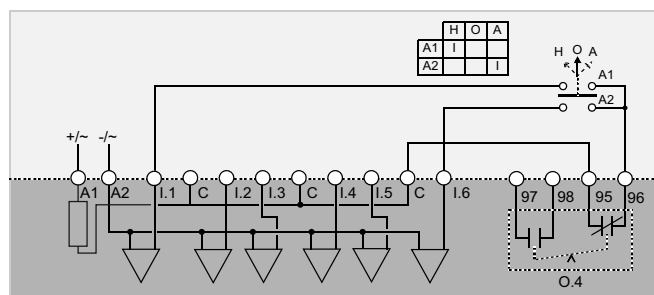 H O A
A1 I
A2 I
H O A
A1
A2
+/~ -/~
A1 A2 I.1 C I.2 I.3 C I.4 I.5 C I.6 97 98 95 96
O.4